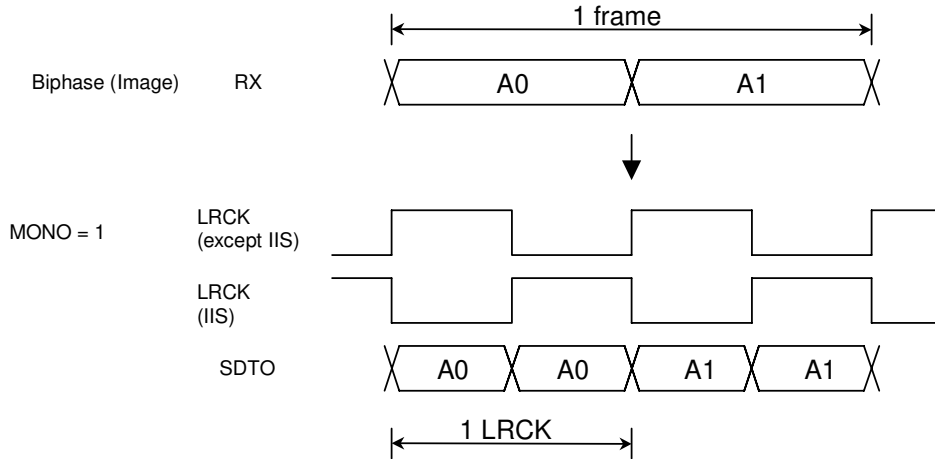 1 frame
Biphase (Image) RX A0 A1
MONO = 1
LRCK
(except IIS)
LRCK
(IIS)
SDTO A0 A0 A1 A1
1 LRCK